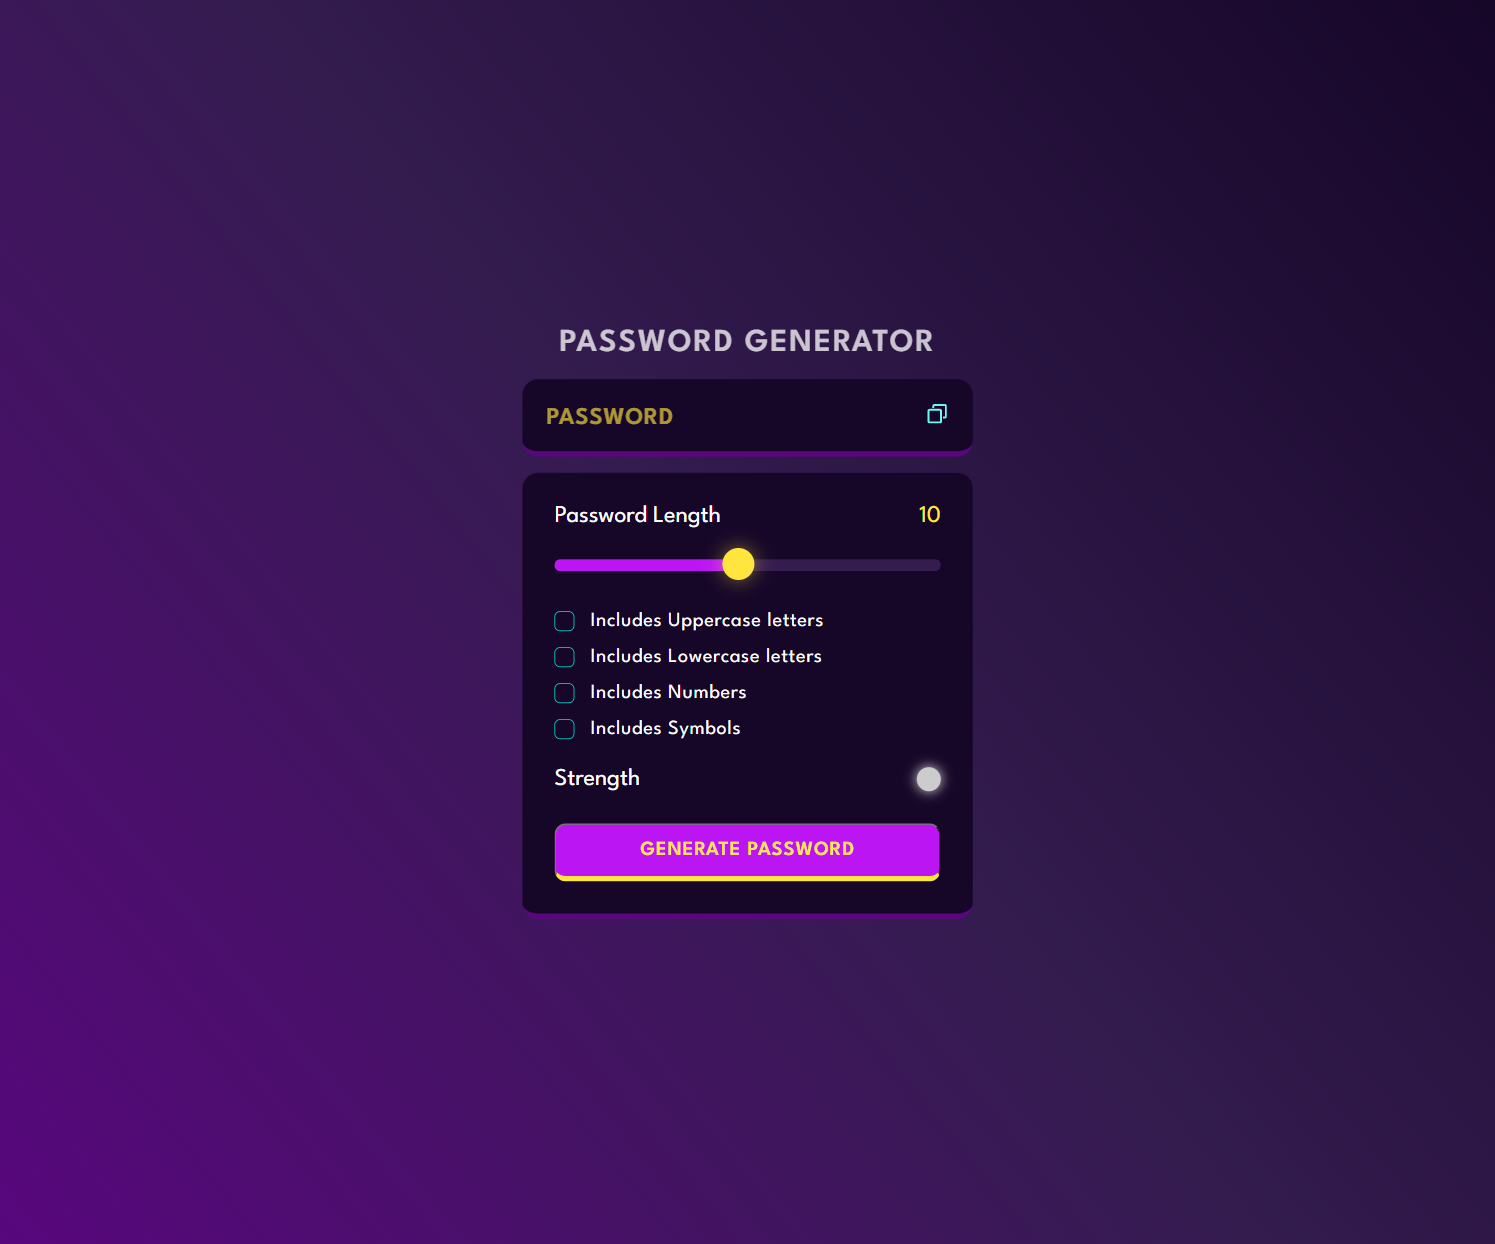 PASSWORD GENERATOR
PASSWORD
Password Length 10
Includes Uppercase letters
Includes Lowercase letters
Includes Numbers
Includes Symbols
Strength
GENERATE PASSWORD